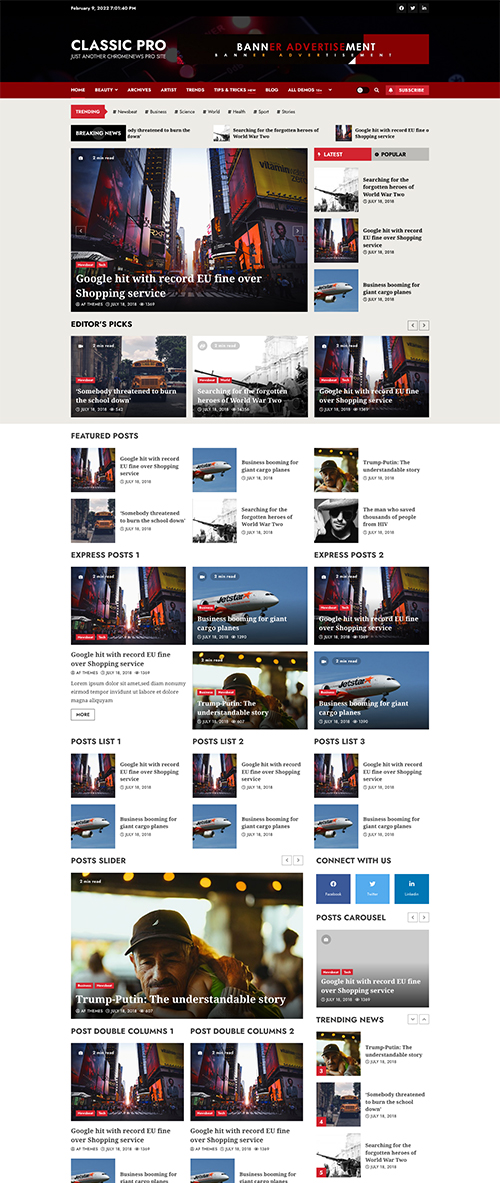 February 9, 2022 7:01:40 PM
CLASSIC PRO
JUST ANOTHER CHROMENEWS PRO SITE
BANNER ADVERTISEMENT
BANNER ADVERTISEMENT
HOME BEAUTY ARCHIVES ARTIST TRENDS TIPS & TRICKS NEW BLOG ALL DEMOS SUBSCRIBE
TRENDING # Newsbeat # Business # Science # World # Health # Sport # Stories
BREAKING NEWS
ody threatened to burn the
down'
Searching for the forgotten heroes of
World War Two
Google hit with record EU fine o
Shopping service
2 min read
Newsbeat Tech
Google hit with record EU fine over
Shopping service
AF THEMES JULY 18, 2018 1369
LATEST POPULAR
Searching for the
forgotten heroes of
World War Two
JULY 18, 2018
Google hit with record
EU fine over Shopping
service
JULY 18, 2018
Business booming for
giant cargo planes
JULY 18, 2018
EDITOR'S PICKS
2 min read
Newsbeat
'Somebody threatened to burn
the school down'
JULY 18, 2018 542
2 min read
Newsbeat World
Searching for the forgotten
heroes of World War Two
JULY 18, 2018
2 min read
Newsbeat Tech
Google hit with record EU fine
over Shopping service
JULY 18, 2018 1369
FEATURED POSTS
Google hit with record
EU fine over Shopping
service
JULY 18, 2018
Business booming for
giant cargo planes
JULY 18, 2018
Trump-Putin: The
understandable story
JULY 18, 2018
'Somebody threatened
to burn the school down'
JULY 18, 2018
Searching for the
forgotten heroes of
World War Two
JULY 18, 2018
The man who saved
thousands of people
from HIV
JULY 18, 2018
EXPRESS POSTS 1
2 min read
Newsbeat Tech
Google hit with record EU fine
over Shopping service
AF THEMES JULY 18, 2018 1369
Lorem ipsum dolor sit amet,sed diam nonumy
eirmod tempor invidunt ut labore et dolore
magna aliquyam
MORE
2 min read
Jetstar
Business
Business booming for giant
cargo planes
JULY 18, 2018 1390
2 min read
Business Newsbeat
Trump-Putin: The
understandable story
JULY 18, 2018 607
EXPRESS POSTS 2
2 min read
Newsbeat Tech
Google hit with record EU fine
over Shopping service
JULY 18, 2018 1369
2 min read
Jetstar
Business
Business booming for giant
cargo planes
JULY 18, 2018 1390
POSTS LIST 1
Google hit with record
EU fine over Shopping
service
JULY 18, 2018
Business booming for
giant cargo planes
JULY 18, 2018
POSTS LIST 2
Google hit with record
EU fine over Shopping
service
JULY 18, 2018
Business booming for
giant cargo planes
JULY 18, 2018
POSTS LIST 3
Google hit with record
EU fine over Shopping
service
JULY 18, 2018
Business booming for
giant cargo planes
JULY 18, 2018
POSTS SLIDER
2 min read
Business Newsbeat
Trump-Putin: The understandable story
AF THEMES JULY 18, 2018 607
CONNECT WITH US
Facebook Twitter Linkedin
POSTS CAROUSEL
Newsbeat Tech
Google hit with record EU fine
over Shopping service
JULY 18, 2018 1369
POST DOUBLE COLUMNS 1
2 min read
Newsbeat Tech
Google hit with record EU fine
over Shopping service
AF THEMES JULY 18, 2018 1369
Business booming for
giant cargo planes
JULY 18, 2018
POST DOUBLE COLUMNS 2
2 min read
Newsbeat Tech
Google hit with record EU fine
over Shopping service
AF THEMES JULY 18, 2018 1369
Business booming for
giant cargo planes
JULY 18, 2018
TRENDING NEWS
3
Trump-Putin: The
understandable story
JULY 18, 2018
4
'Somebody threatened
to burn the school
down'
JULY 18, 2018
5
Searching for the
forgotten heroes of
World War Two
JULY 18, 2018